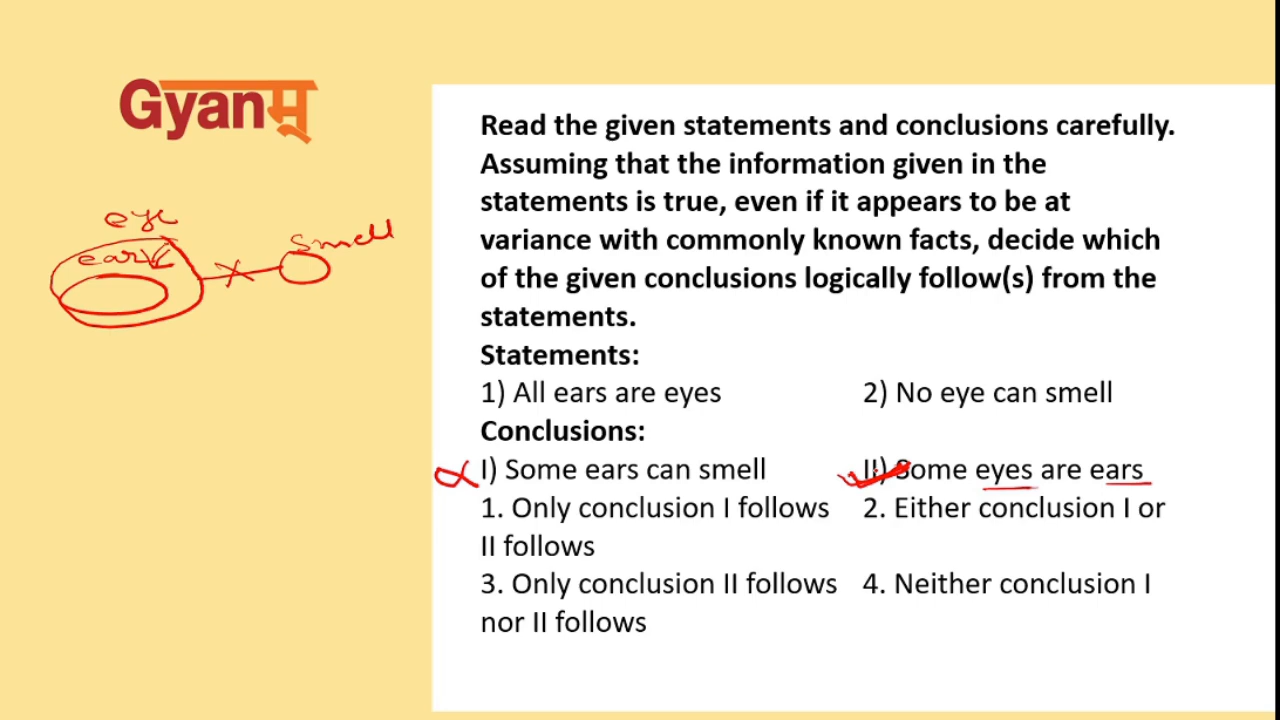 Gyanम्
eye
ear
smell
Read the given statements and conclusions carefully.
Assuming that the information given in the
statements is true, even if it appears to be at
variance with commonly known facts, decide which
of the given conclusions logically follow(s) from the
statements.
Statements:
1) All ears are eyes 2) No eye can smell
Conclusions:
I) Some ears can smell II) Some eyes are ears
1. Only conclusion I follows 2. Either conclusion I or
II follows
3. Only conclusion II follows 4. Neither conclusion I
nor II follows